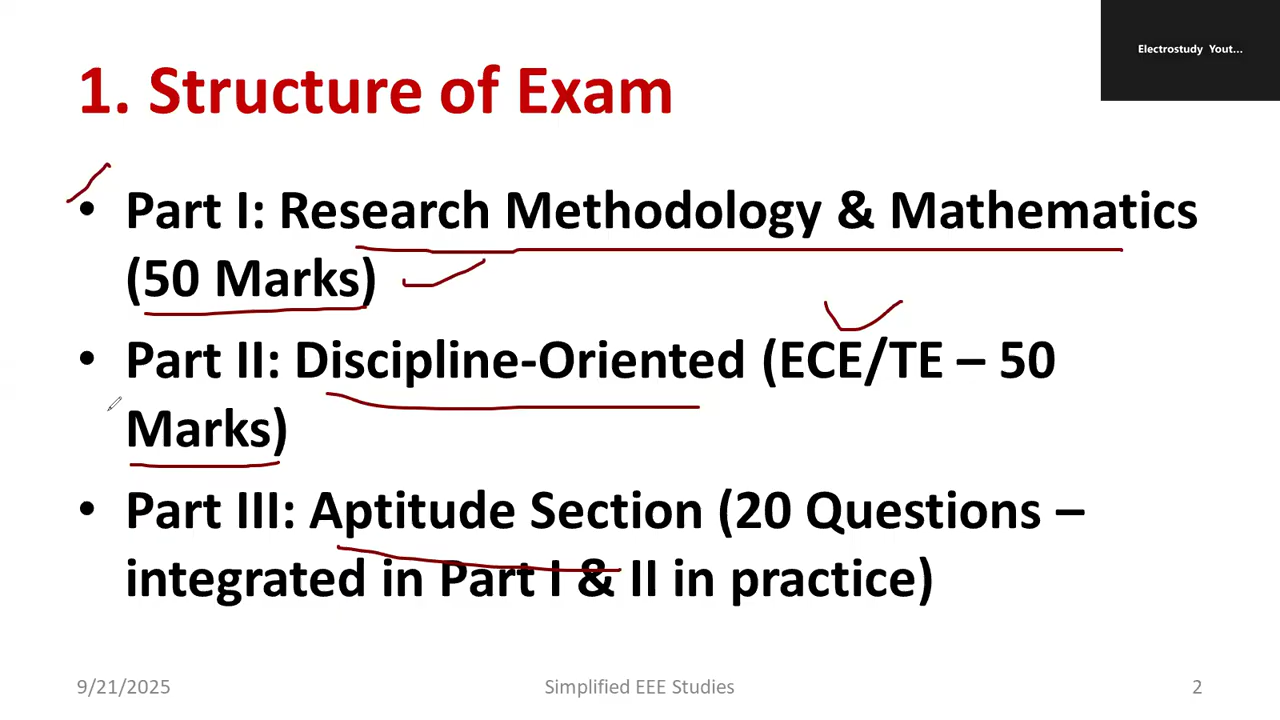 Electrostudy Yout...
1. Structure of Exam
• Part I: Research Methodology & Mathematics
(50 Marks)
• Part II: Discipline-Oriented (ECE/TE – 50
Marks)
• Part III: Aptitude Section (20 Questions –
integrated in Part I & II in practice)
9/21/2025
Simplified EEE Studies
2